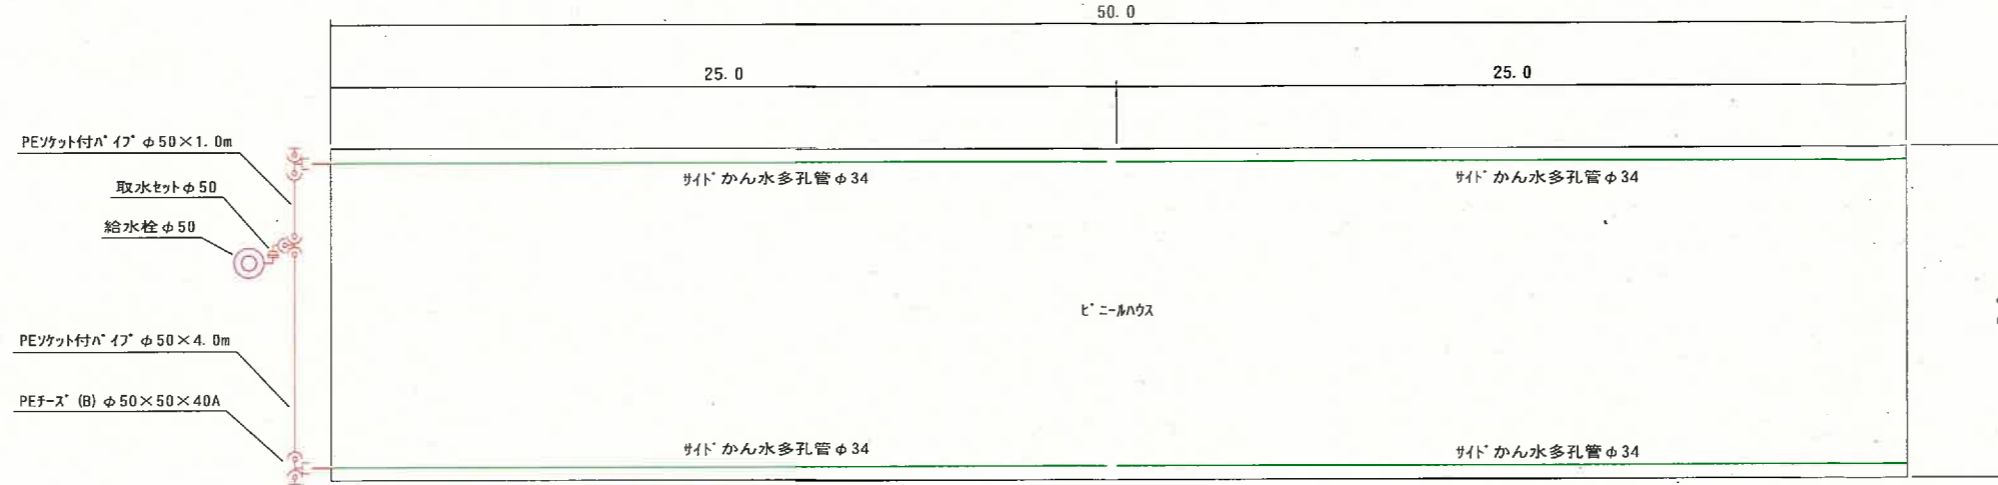 50.0
25.0
25.0
PEソケット付パイプ φ50×1.0m
サイドかん水多孔管φ34
サイドかん水多孔管φ34
取水セットφ50
給水栓φ50
ビニールハウス
PEソケット付パイプ φ50×4.0m
PEチーズ (B) φ50×50×40A
サイドかん水多孔管φ34
サイドかん水多孔管φ34